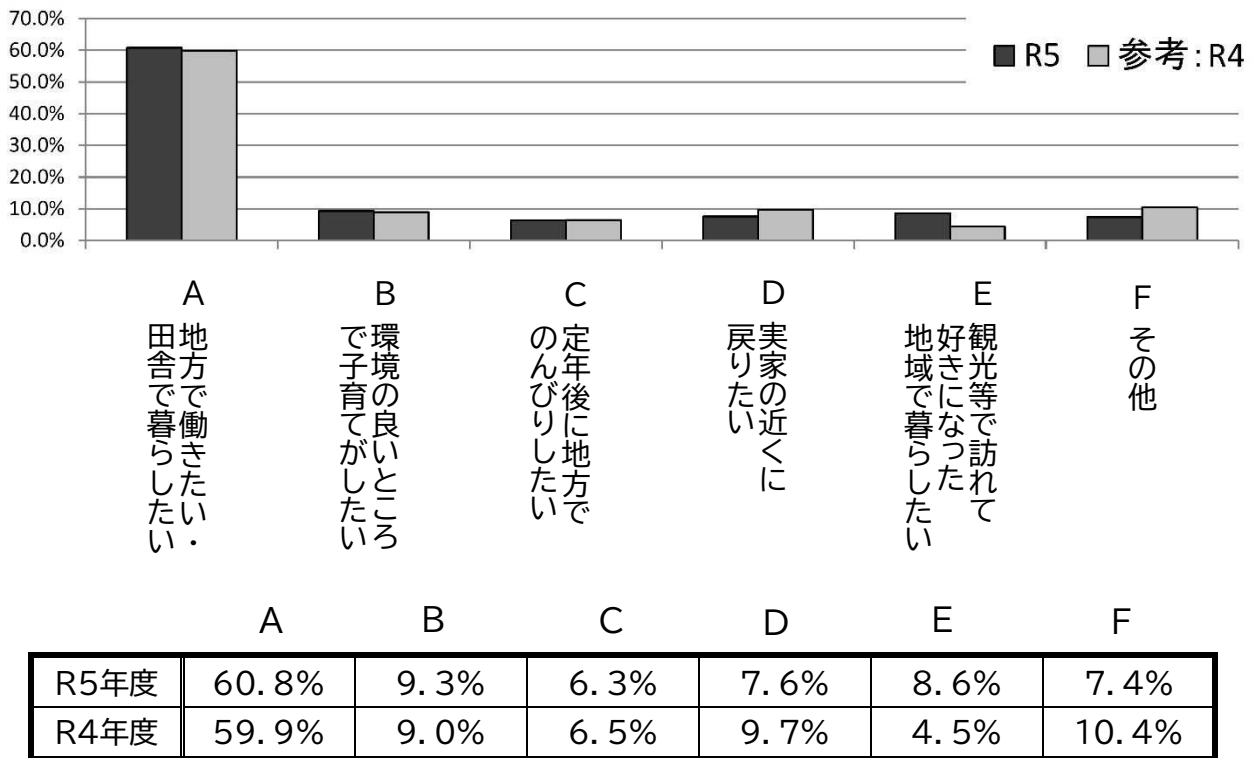 70.0%
60.0%
50.0%
40.0%
30.0%
20.0%
10.0%
0.0%
R5 参考:R4
A
地方で働きたい・
田舎で暮らしたい
B
環境の良いところ
で子育てがしたい
C
定年後に地方で
のんびりしたい
D
実家の近くに
戻りたい
E
観光等で訪れて
好きになった
地域で暮らしたい
F
その他
A B C D E F
R5年度 60.8% 9.3% 6.3% 7.6% 8.6% 7.4%
R4年度 59.9% 9.0% 6.5% 9.7% 4.5% 10.4%